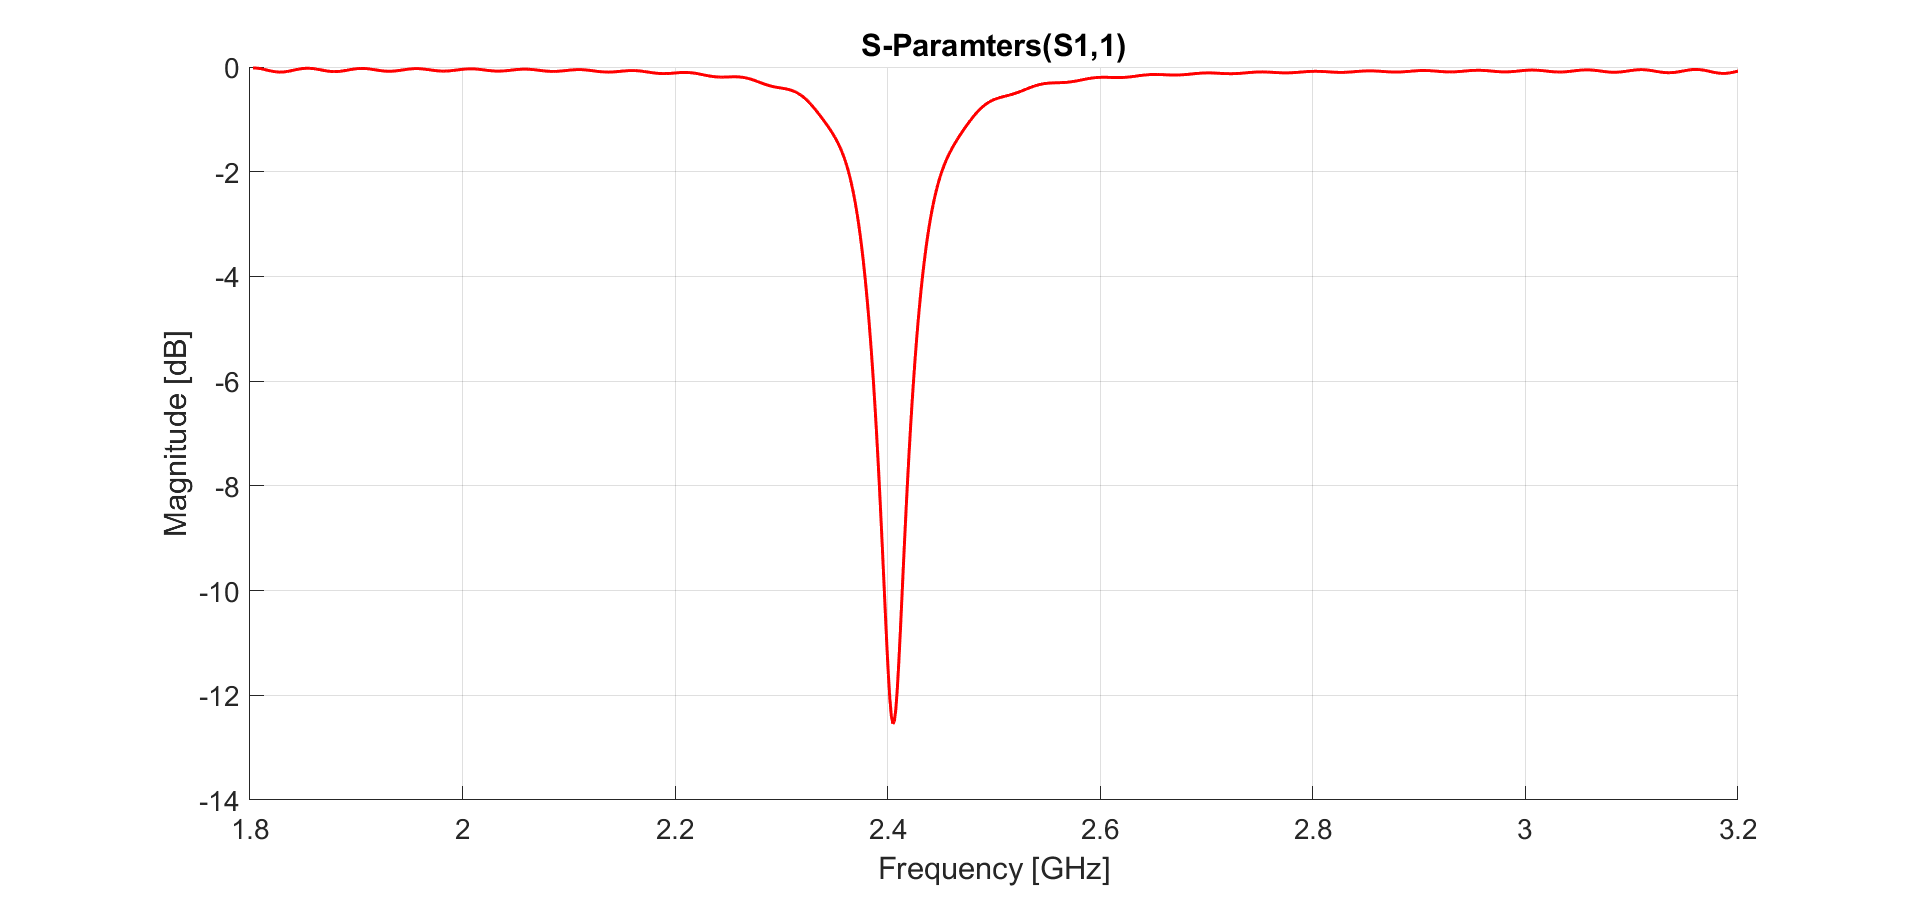 S-Paramters(S1,1)
0
-2
-4
-6
-8
-10
-12
-14
Magnitude [dB]
1.8 2 2.2 2.4 2.6 2.8 3 3.2
Frequency [GHz]